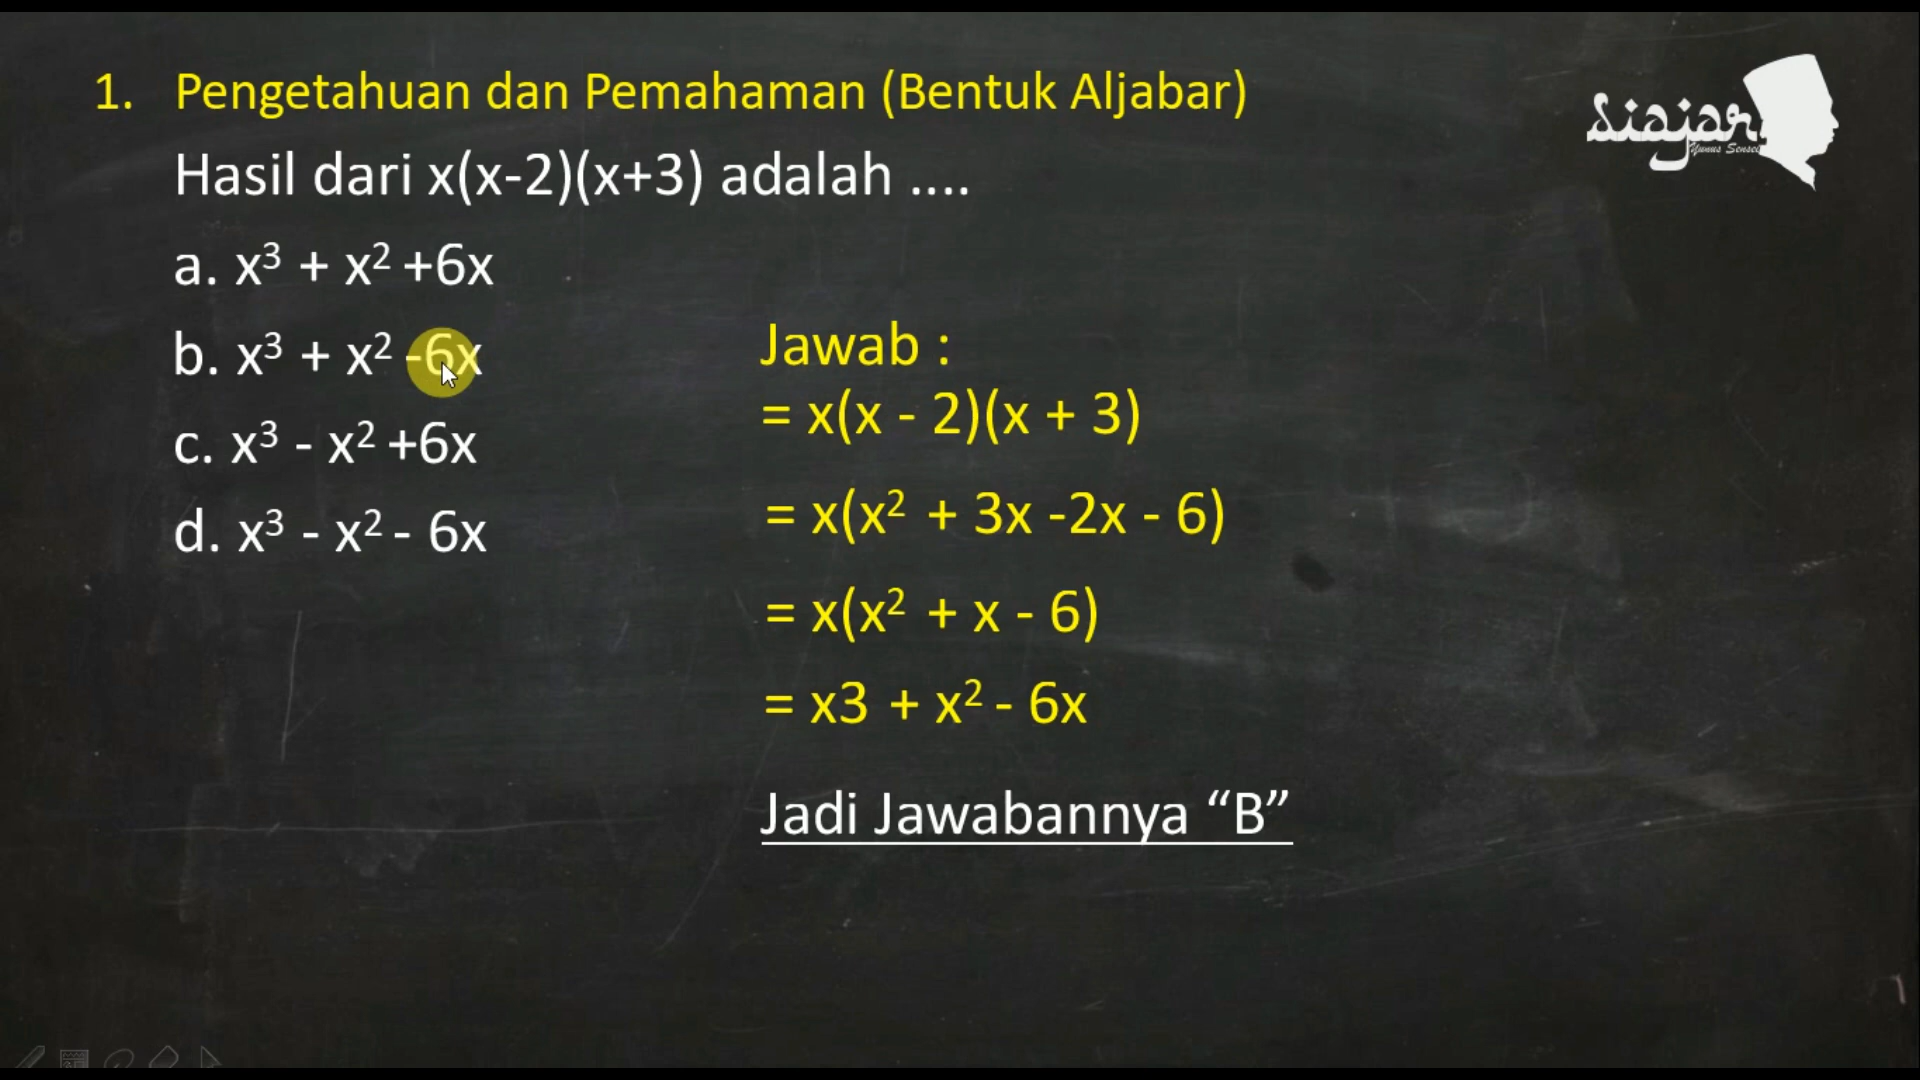 1. Pengetahuan dan Pemahaman (Bentuk Aljabar)
Hasil dari x(x-2)(x+3) adalah ....
a. x³ + x² +6x
b. x³ + x² -6x
c. x³ - x² +6x
d. x³ - x² - 6x
Jawab :
= x(x - 2)(x + 3)
= x(x² + 3x -2x - 6)
= x(x² + x - 6)
= x3 + x² - 6x
Jadi Jawabannya “B”
siajar
Yunus Sensei